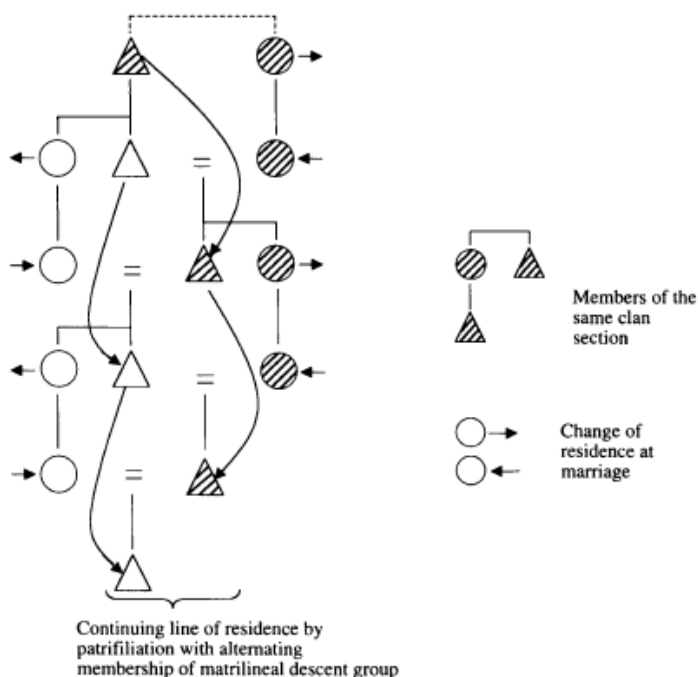 Members of the
same clan
section
Change of
residence at
marriage
Continuing line of residence by
patrifiliation with alternating
membership of matrilineal descent group